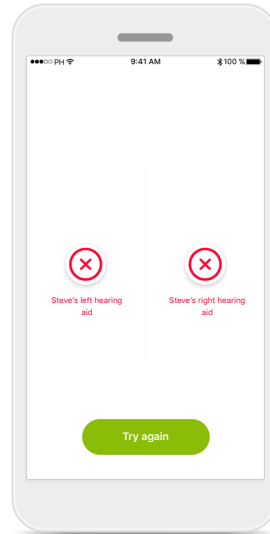 PH 9:41 AM 100 %
Steve's left hearing
aid
Steve's right hearing
aid
Try again